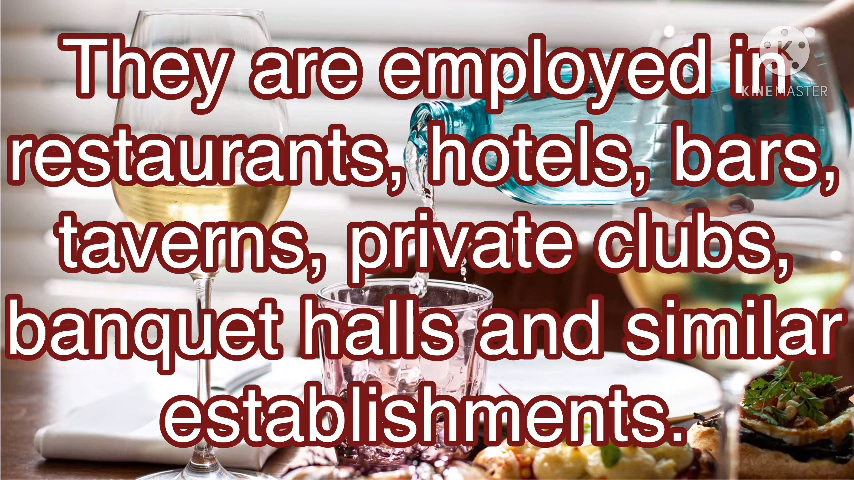 They are employed in
restaurants, hotels, bars,
taverns, private clubs,
banquet halls and similar
establishments.
K
KINEMASTER